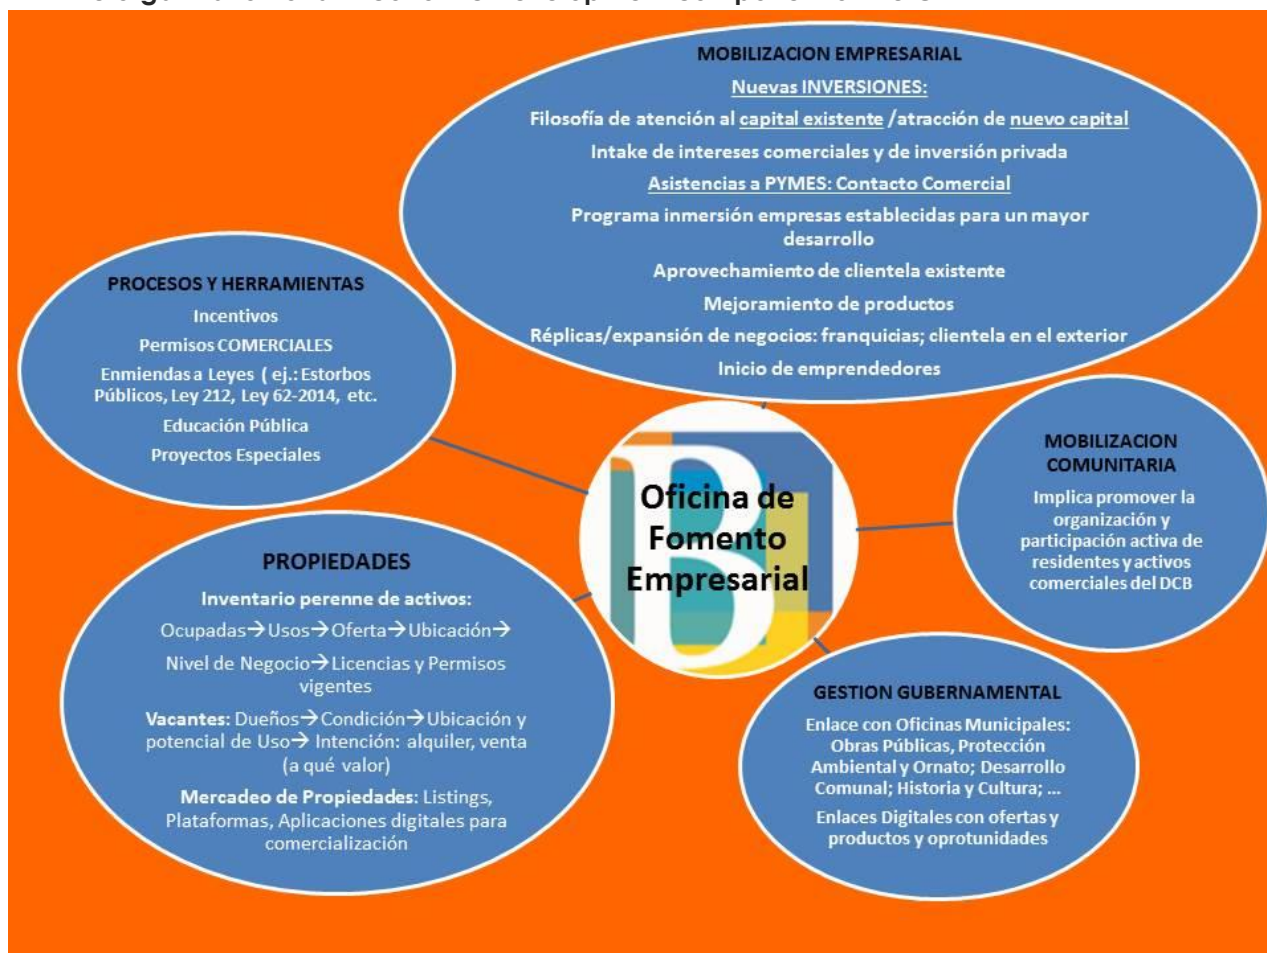 MOBILIZACION EMPRESARIAL
Nuevas INVERSIONES:
Filosofía de atención al capital existente /atracción de nuevo capital
Intake de intereses comerciales y de inversión privada
Asistencias a PYMES: Contacto Comercial
Programa inmersión empresas establecidas para un mayor
desarrollo
Aprovechamiento de clientela existente
Mejoramiento de productos
Réplicas/expansión de negocios: franquicias; clientela en el exterior
Inicio de emprendedores
PROCESOS Y HERRAMIENTAS
Incentivos
Permisos COMERCIALES
Enmiendas a Leyes ( ej.: Estorbos
Públicos, Ley 212, Ley 62-2014, etc.
Educación Pública
Proyectos Especiales
MOBILIZACION
COMUNITARIA
Implica promover la
organización y
participación activa de
residentes y activos
comerciales del DCB
B
Oficina de
Fomento
Empresarial
PROPIEDADES
Inventario perenne de activos:
Ocupadas→Usos→Oferta→Ubicación→
Nivel de Negocio→Licencias y Permisos
vigentes
Vacantes: Dueños→Condición→Ubicación y
potencial de Uso→ Intención: alquiler, venta
(a qué valor)
Mercadeo de Propiedades: Listings,
Plataformas, Aplicaciones digitales para
comercialización
GESTION GUBERNAMENTAL
Enlace con Oficinas Municipales:
Obras Públicas, Protección
Ambiental y Ornato; Desarrollo
Comunal; Historia y Cultura; ...
Enlaces Digitales con ofertas y
productos y oprotunidades